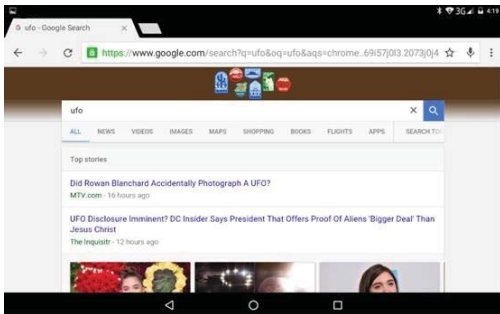 3G 4:19
ufo - Google Search ×
https://www.google.com/search?q=ufo&oq=ufo&aqs=chrome..69i57j0l3.2073j0j4
ufo ×
ALL NEWS VIDEOS IMAGES MAPS SHOPPING BOOKS FLIGHTS APPS SEARCH TO
Top stories
Did Rowan Blanchard Accidentally Photograph A UFO?
MTV.com - 16 hours ago
UFO Disclosure Imminent? DC Insider Says President That Offers Proof Of Aliens 'Bigger Deal' Than
Jesus Christ
The Inquisitr - 12 hours ago